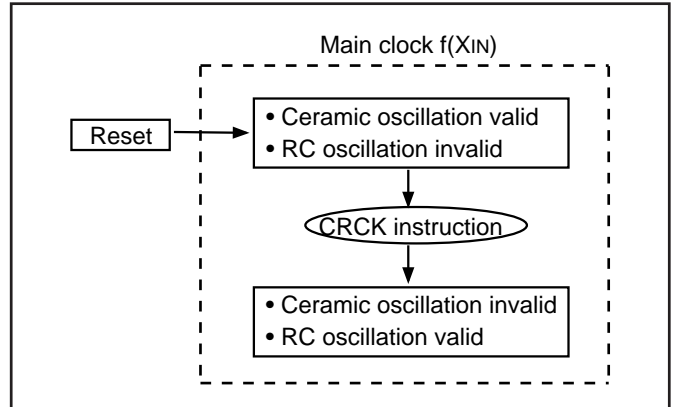 Main clock f(XIN)
Reset
• Ceramic oscillation valid
• RC oscillation invalid
CRCK instruction
• Ceramic oscillation invalid
• RC oscillation valid